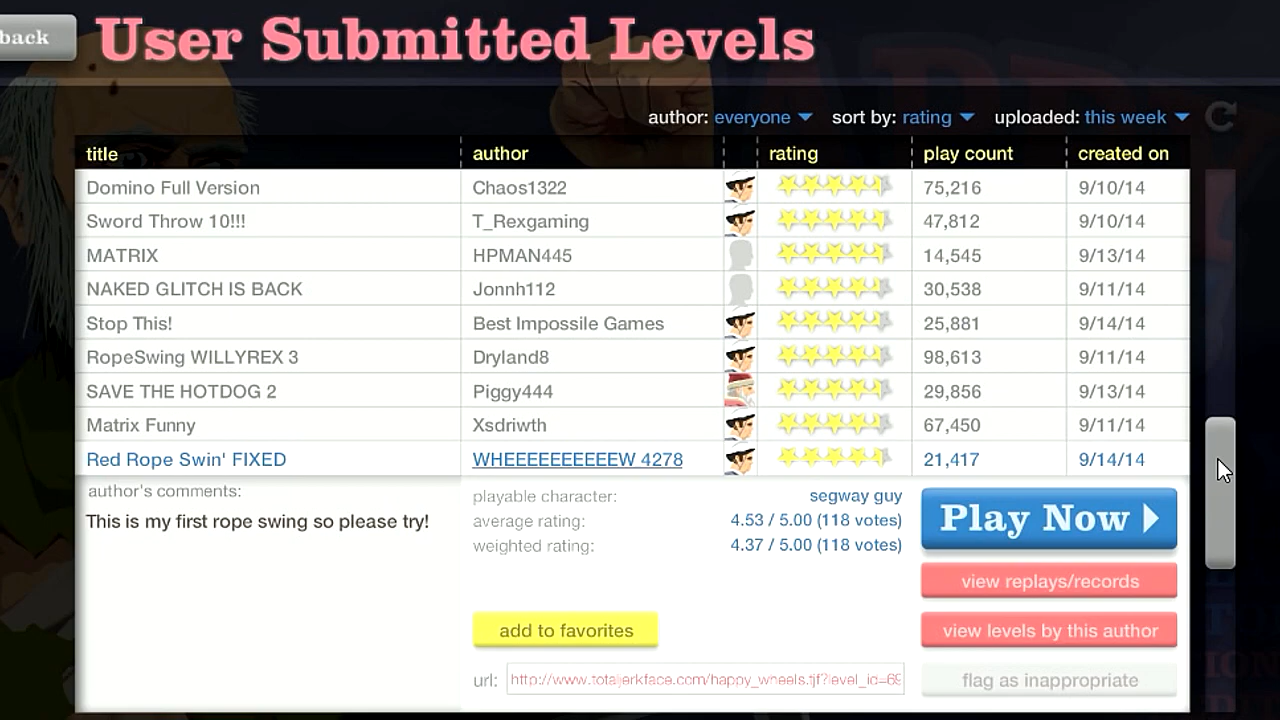 back
User Submitted Levels
author: everyone sort by: rating uploaded: this week
title author rating play count created on
Domino Full Version Chaos1322 75,216 9/10/14
Sword Throw 10!!! T_Rexgaming 47,812 9/10/14
MATRIX HPMAN445 14,545 9/13/14
NAKED GLITCH IS BACK Jonnh112 30,538 9/11/14
Stop This! Best Impossile Games 25,881 9/14/14
RopeSwing WILLYREX 3 Dryland8 98,613 9/11/14
SAVE THE HOTDOG 2 Piggy444 29,856 9/13/14
Matrix Funny Xsdriwth 67,450 9/11/14
Red Rope Swin' FIXED WHEEEEEEEEEEW 4278 21,417 9/14/14
author's comments:
This is my first rope swing so please try!
playable character: segway guy
average rating: 4.53 / 5.00 (118 votes)
weighted rating: 4.37 / 5.00 (118 votes)
Play Now
view replays/records
add to favorites
view levels by this author
url: http://www.totaljerkface.com/happy_wheels.tjf?level_id=69
flag as inappropriate